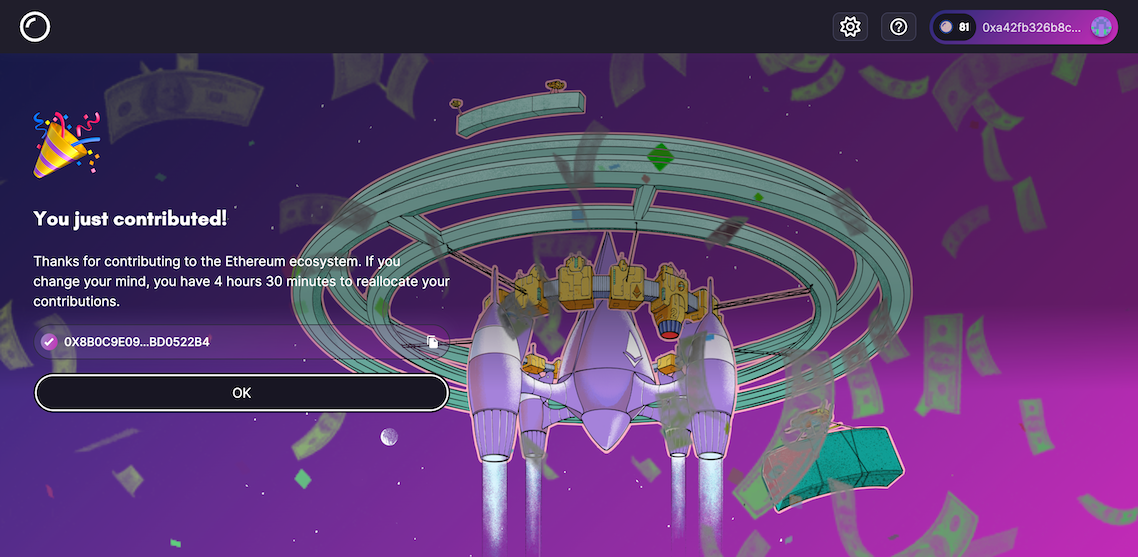 81 0xa42fb326b8c...
You just contributed!
Thanks for contributing to the Ethereum ecosystem. If you
change your mind, you have 4 hours 30 minutes to reallocate your
contributions.
0X8B0C9E09...BD0522B4
OK